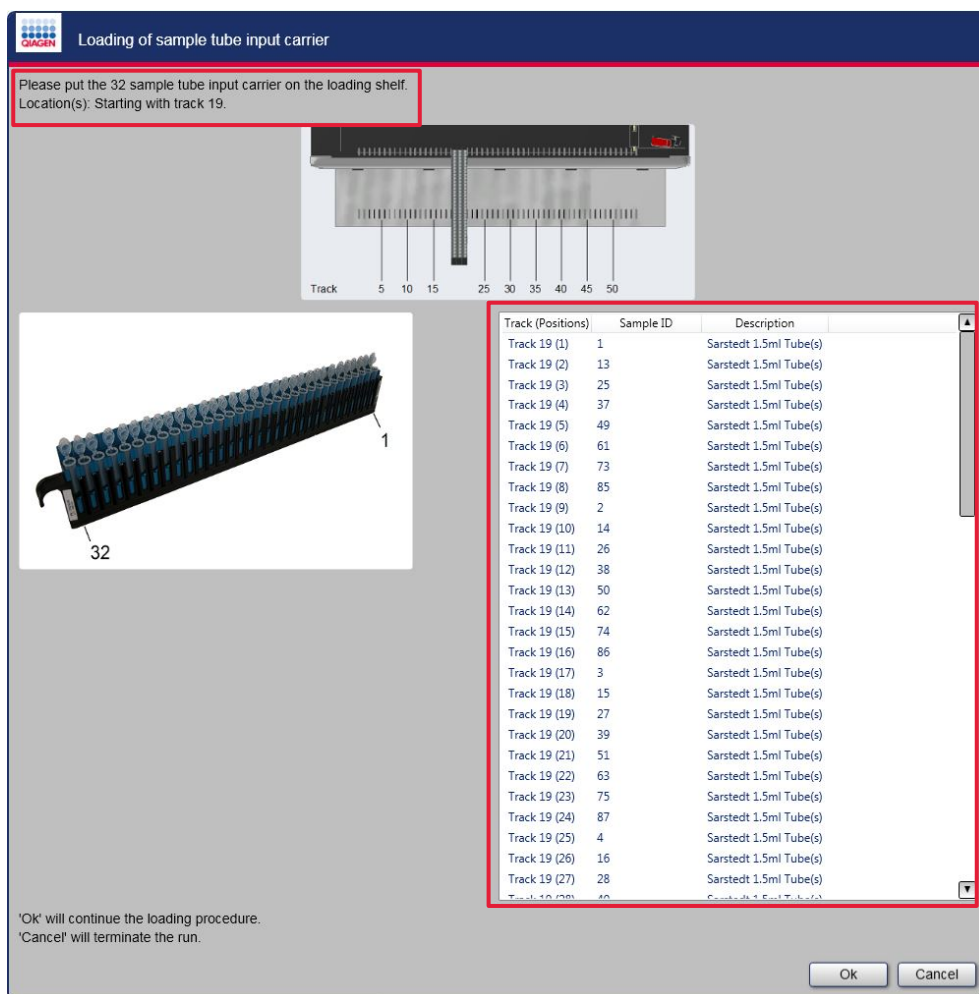 QIAGEN
Loading of sample tube input carrier
Please put the 32 sample tube input carrier on the loading shelf.
Location(s): Starting with track 19.
Track 5 10 15 25 30 35 40 45 50
1
32
Track (Positions) Sample ID Description
Track 19 (1) 1 Sarstedt 1.5ml Tube(s)
Track 19 (2) 13 Sarstedt 1.5ml Tube(s)
Track 19 (3) 25 Sarstedt 1.5ml Tube(s)
Track 19 (4) 37 Sarstedt 1.5ml Tube(s)
Track 19 (5) 49 Sarstedt 1.5ml Tube(s)
Track 19 (6) 61 Sarstedt 1.5ml Tube(s)
Track 19 (7) 73 Sarstedt 1.5ml Tube(s)
Track 19 (8) 85 Sarstedt 1.5ml Tube(s)
Track 19 (9) 2 Sarstedt 1.5ml Tube(s)
Track 19 (10) 14 Sarstedt 1.5ml Tube(s)
Track 19 (11) 26 Sarstedt 1.5ml Tube(s)
Track 19 (12) 38 Sarstedt 1.5ml Tube(s)
Track 19 (13) 50 Sarstedt 1.5ml Tube(s)
Track 19 (14) 62 Sarstedt 1.5ml Tube(s)
Track 19 (15) 74 Sarstedt 1.5ml Tube(s)
Track 19 (16) 86 Sarstedt 1.5ml Tube(s)
Track 19 (17) 3 Sarstedt 1.5ml Tube(s)
Track 19 (18) 15 Sarstedt 1.5ml Tube(s)
Track 19 (19) 27 Sarstedt 1.5ml Tube(s)
Track 19 (20) 39 Sarstedt 1.5ml Tube(s)
Track 19 (21) 51 Sarstedt 1.5ml Tube(s)
Track 19 (22) 63 Sarstedt 1.5ml Tube(s)
Track 19 (23) 75 Sarstedt 1.5ml Tube(s)
Track 19 (24) 87 Sarstedt 1.5ml Tube(s)
Track 19 (25) 4 Sarstedt 1.5ml Tube(s)
Track 19 (26) 16 Sarstedt 1.5ml Tube(s)
Track 19 (27) 28 Sarstedt 1.5ml Tube(s)
'Ok' will continue the loading procedure.
'Cancel' will terminate the run.
Ok Cancel